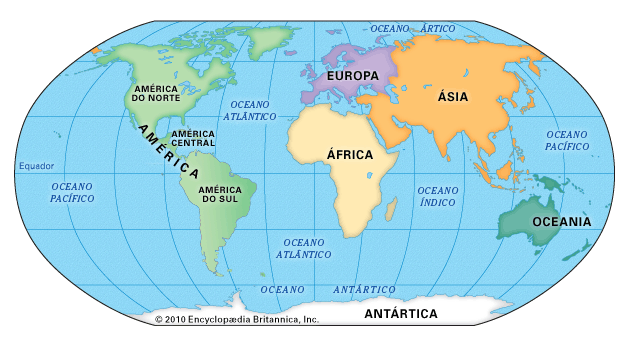 OCEANO ÁRTICO
EUROPA
ÁSIA
AMÉRICA
DO NORTE
OCEANO
ATLÂNTICO
AMÉRICA
CENTRAL
AMÉRICA
OCEANO
PACÍFICO
ÁFRICA
Equador
OCEANO
PACÍFICO
AMÉRICA
DO SUL
OCEANO
ÍNDICO
OCEANIA
OCEANO
ATLÂNTICO
OCEANO ANTÁRTICO
ANTÁRTICA
© 2010 Encyclopædia Britannica, Inc.